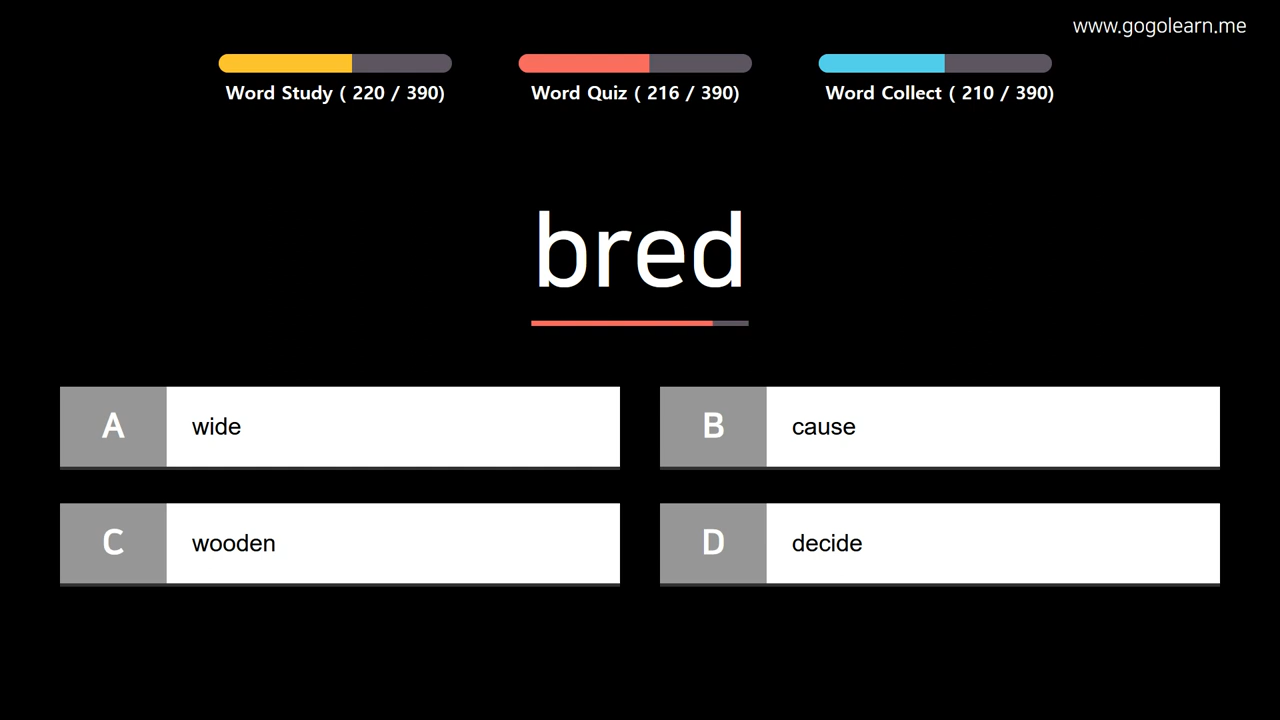 www.gogolearn.me
Word Study ( 220 / 390)
Word Quiz ( 216 / 390)
Word Collect ( 210 / 390)
bred
A wide
B cause
C wooden
D decide